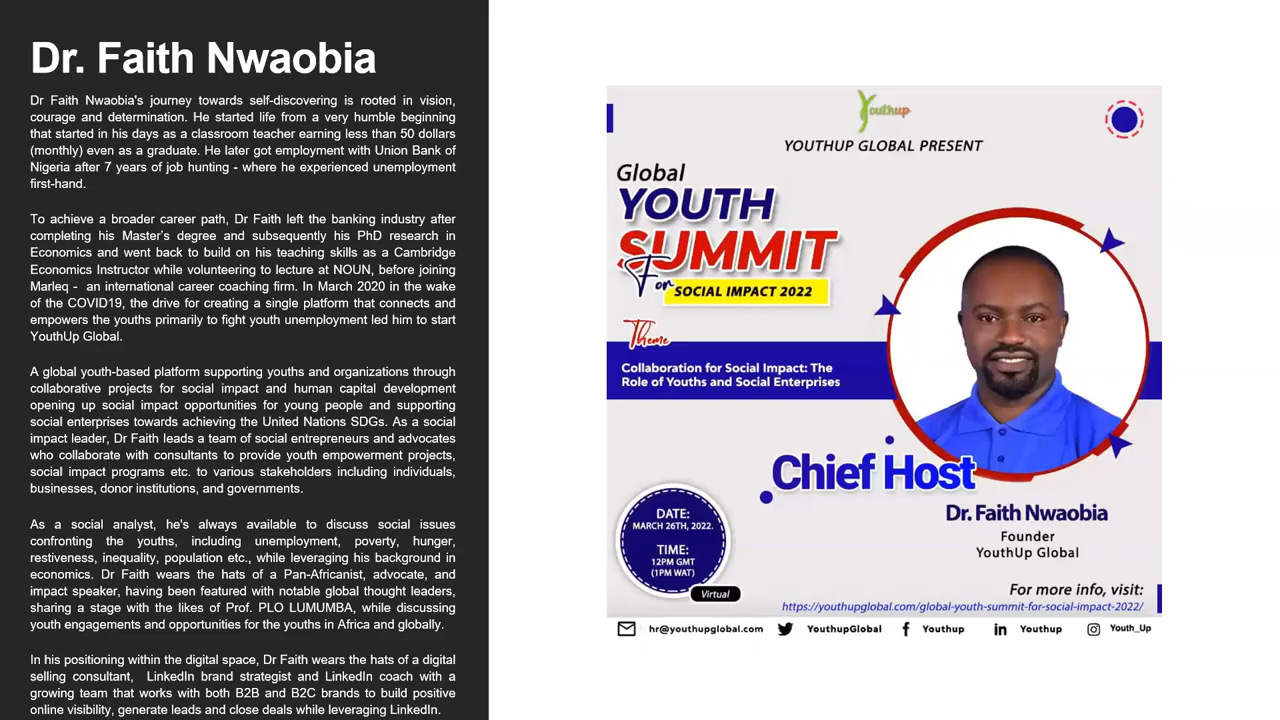 Dr. Faith Nwaobia
Dr Faith Nwaobia's journey towards self-discovering is rooted in vision,
courage and determination. He started life from a very humble beginning
that started in his days as a classroom teacher earning less than 50 dollars
(monthly) even as a graduate. He later got employment with Union Bank of
Nigeria after 7 years of job hunting - where he experienced unemployment
first-hand.
To achieve a broader career path, Dr Faith left the banking industry after
completing his Master's degree and subsequently his PhD research in
Economics and went back to build on his teaching skills as a Cambridge
Economics Instructor while volunteering to lecture at NOUN, before joining
Marleq - an international career coaching firm. In March 2020 in the wake
of the COVID19, the drive for creating a single platform that connects and
empowers the youths primarily to fight youth unemployment led him to start
YouthUp Global.
A global youth-based platform supporting youths and organizations through
collaborative projects for social impact and human capital development
opening up social impact opportunities for young people and supporting
social enterprises towards achieving the United Nations SDGs. As a social
impact leader, Dr Faith leads a team of social entrepreneurs and advocates
who collaborate with consultants to provide youth empowerment projects,
social impact programs etc. to various stakeholders including individuals,
businesses, donor institutions, and governments.
As a social analyst, he's always available to discuss social issues
confronting the youths, including unemployment, poverty, hunger,
restiveness, inequality, population etc., while leveraging his background in
economics. Dr Faith wears the hats of a Pan-Africanist, advocate, and
impact speaker, having been featured with notable global thought leaders,
sharing a stage with the likes of Prof. PLO LUMUMBA, while discussing
youth engagements and opportunities for the youths in Africa and globally.
In his positioning within the digital space, Dr Faith wears the hats of a digital
selling consultant, LinkedIn brand strategist and LinkedIn coach with a
growing team that works with both B2B and B2C brands to build positive
online visibility, generate leads and close deals while leveraging LinkedIn.
Youthup
YOUTHUP GLOBAL PRESENT
Global
YOUTH
SUMMIT
For
SOCIAL IMPACT 2022
Theme
Collaboration for Social Impact: The
Role of Youths and Social Enterprises
Chief Host
Dr. Faith Nwaobia
Founder
YouthUp Global
DATE:
MARCH 26TH, 2022.
TIME:
12PM GMT
(1PM WAT)
Virtual
For more info, visit:
https://youthupglobal.com/global-youth-summit-for-social-impact-2022/
hr@youthupglobal.com YouthupGlobal Youthup Youthup Youth_Up